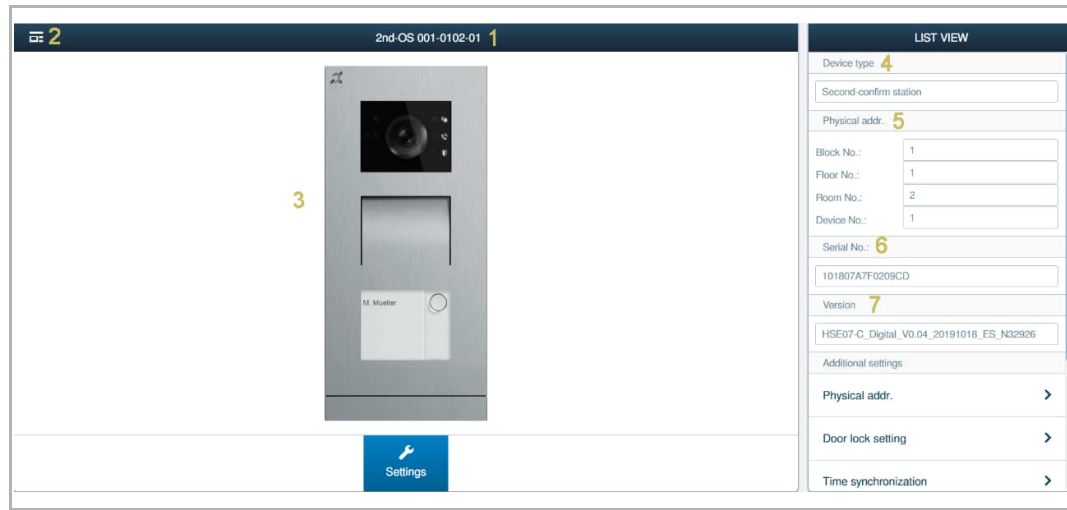 2
2nd-OS 001-0102-01 1
LIST VIEW
Device type 4
Second-confirm station
Physical addr. 5
Block No.: 1
Floor No.: 1
Room No.: 2
Device No.: 1
Serial No.: 6
101807A7F0209CD
Version 7
HSE07-C_Digital_V0.04_20191018_ES_N32926
Additional settings
Physical addr.
Door lock setting
Time synchronization
3
M. Mueller
Settings